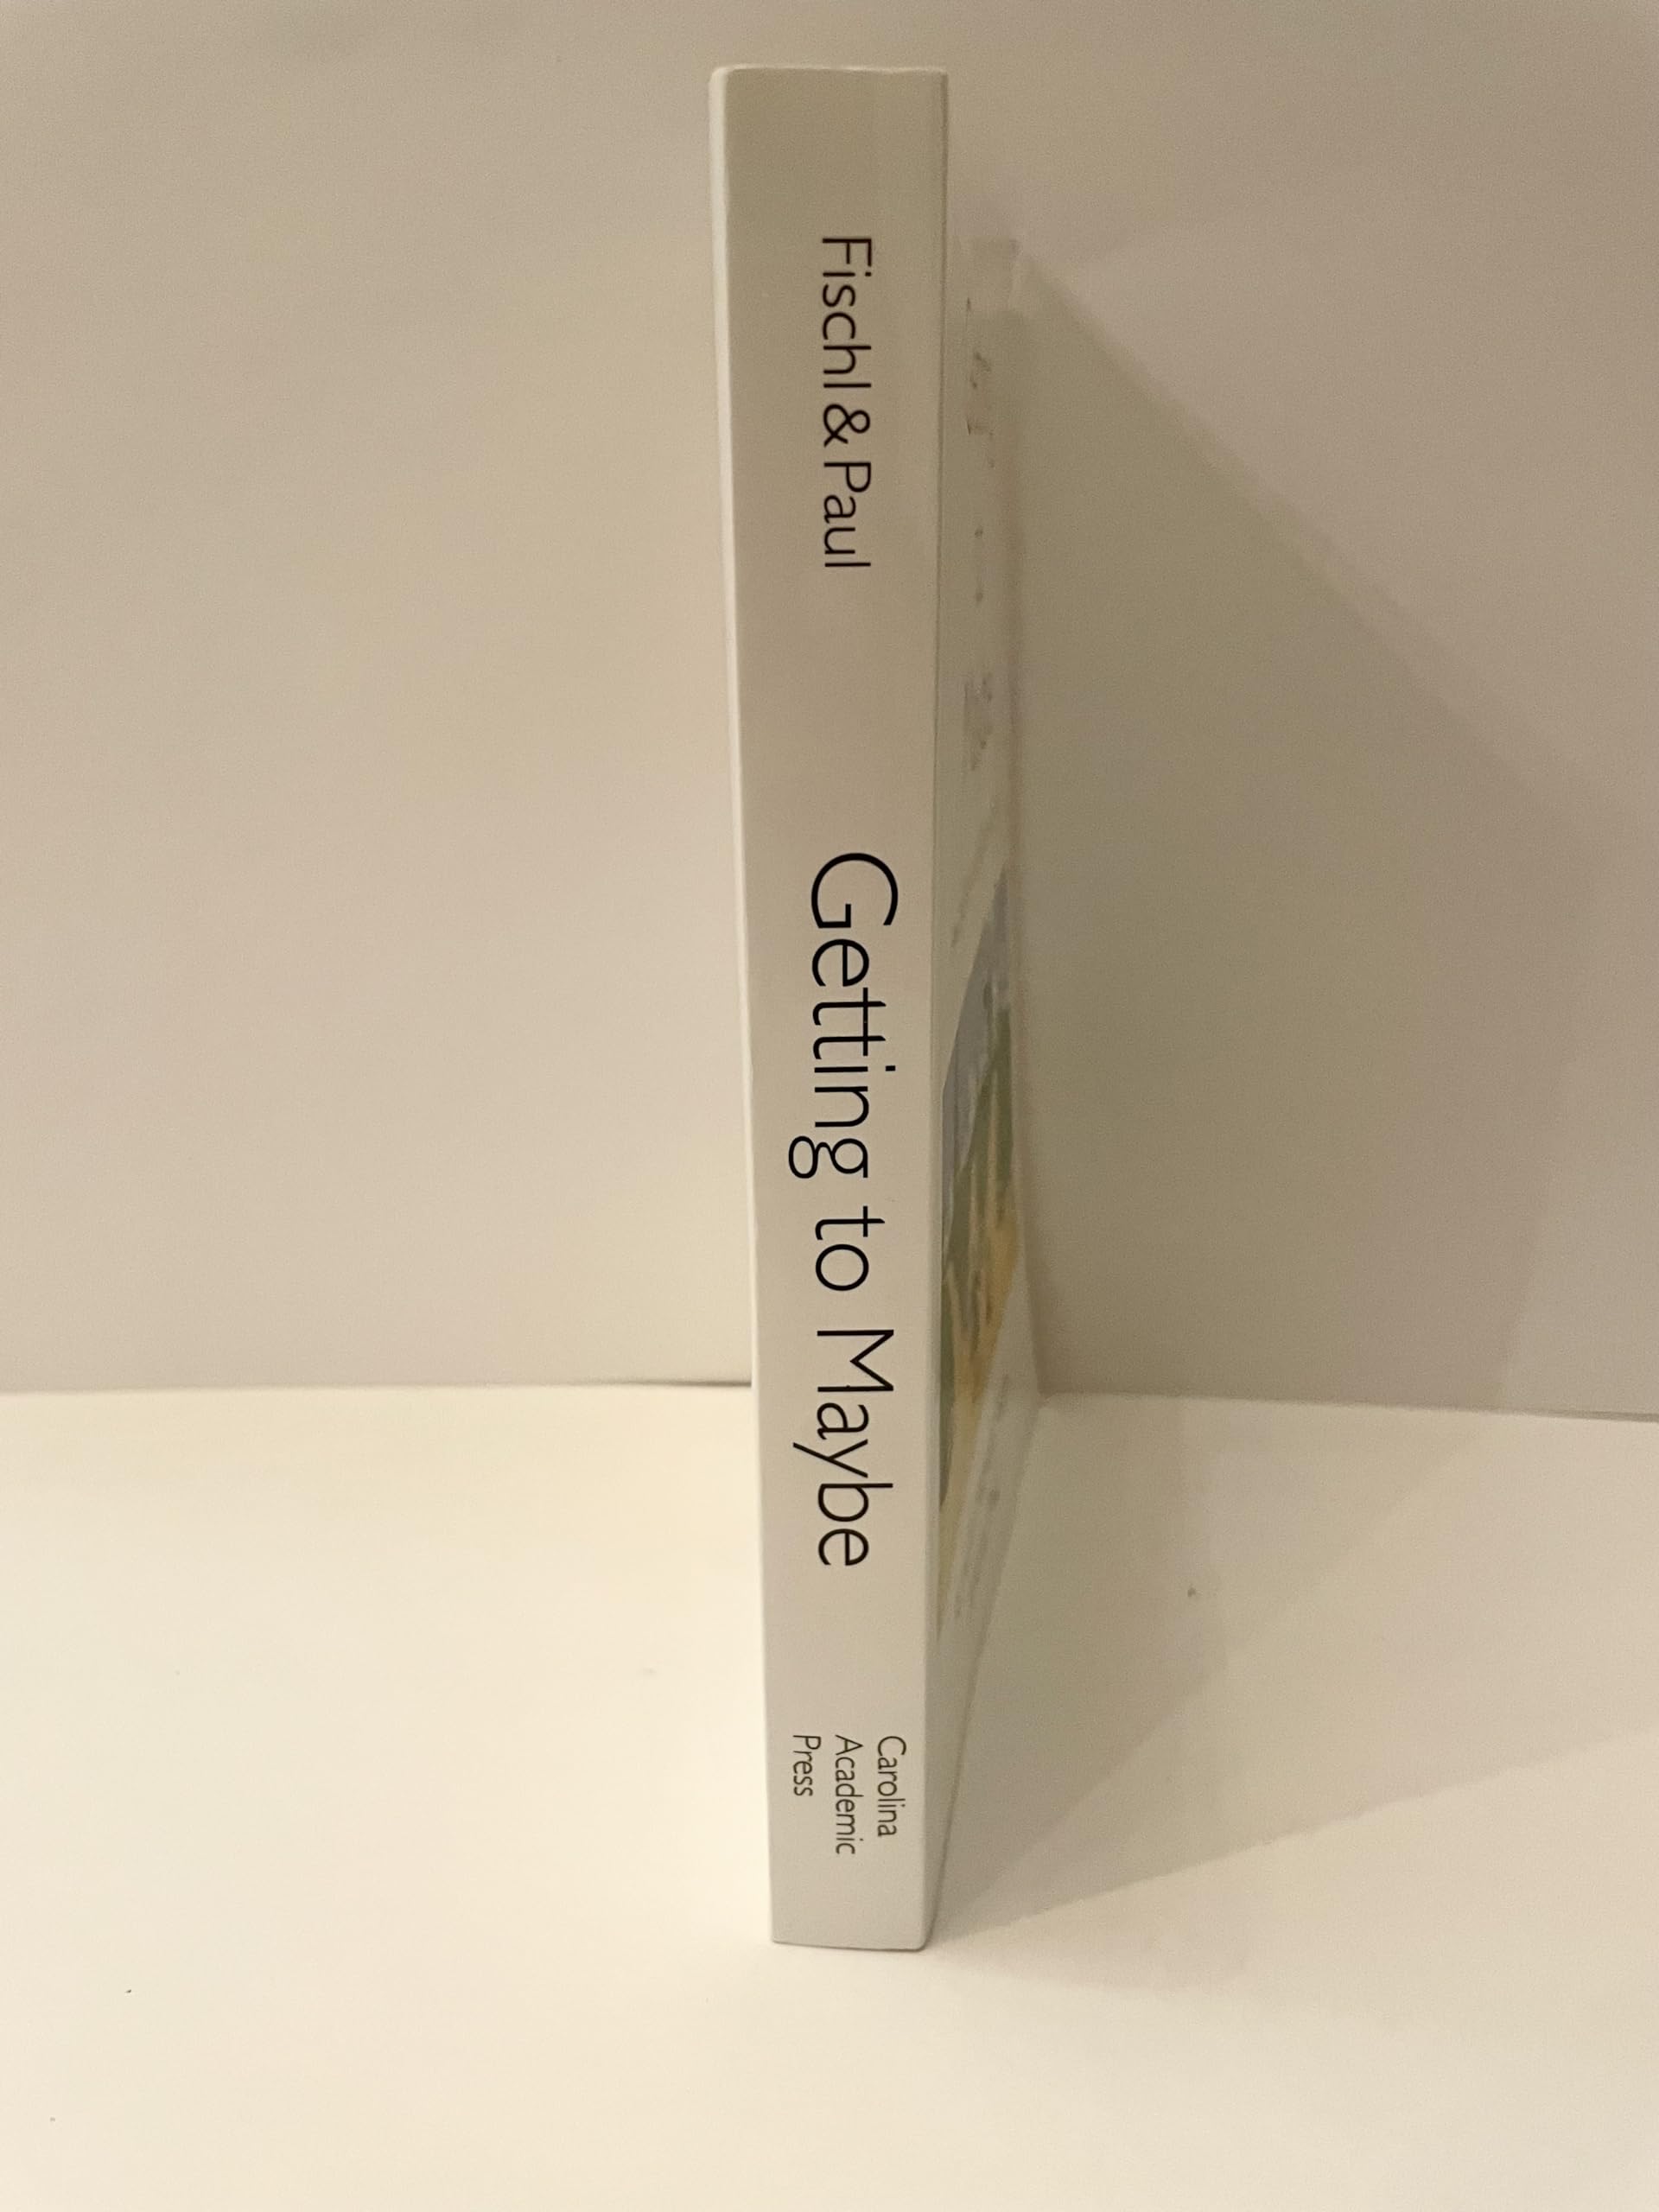 Fischl & Paul
Getting to Maybe
Carolina
Academic
Press